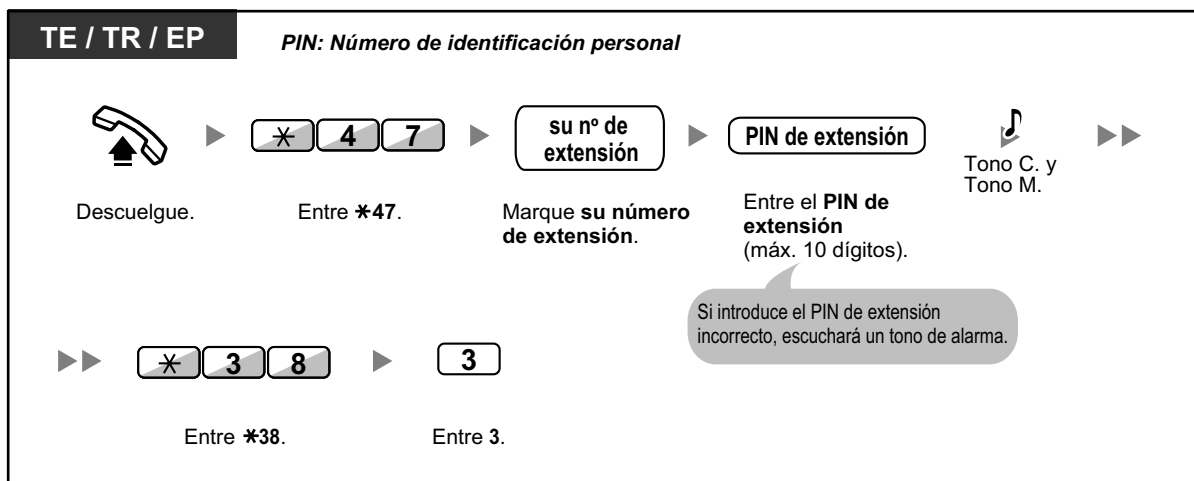 TE / TR / EP
PIN: Número de identificación personal
* 4 7
su nº de
extensión
PIN de extensión
Tono C. y
Tono M.
Descuelgue.
Entre *47.
Marque su número
de extensión.
Entre el PIN de
extensión
(máx. 10 dígitos).
Si introduce el PIN de extensión
incorrecto, escuchará un tono de alarma.
* 3 8
3
Entre *38.
Entre 3.